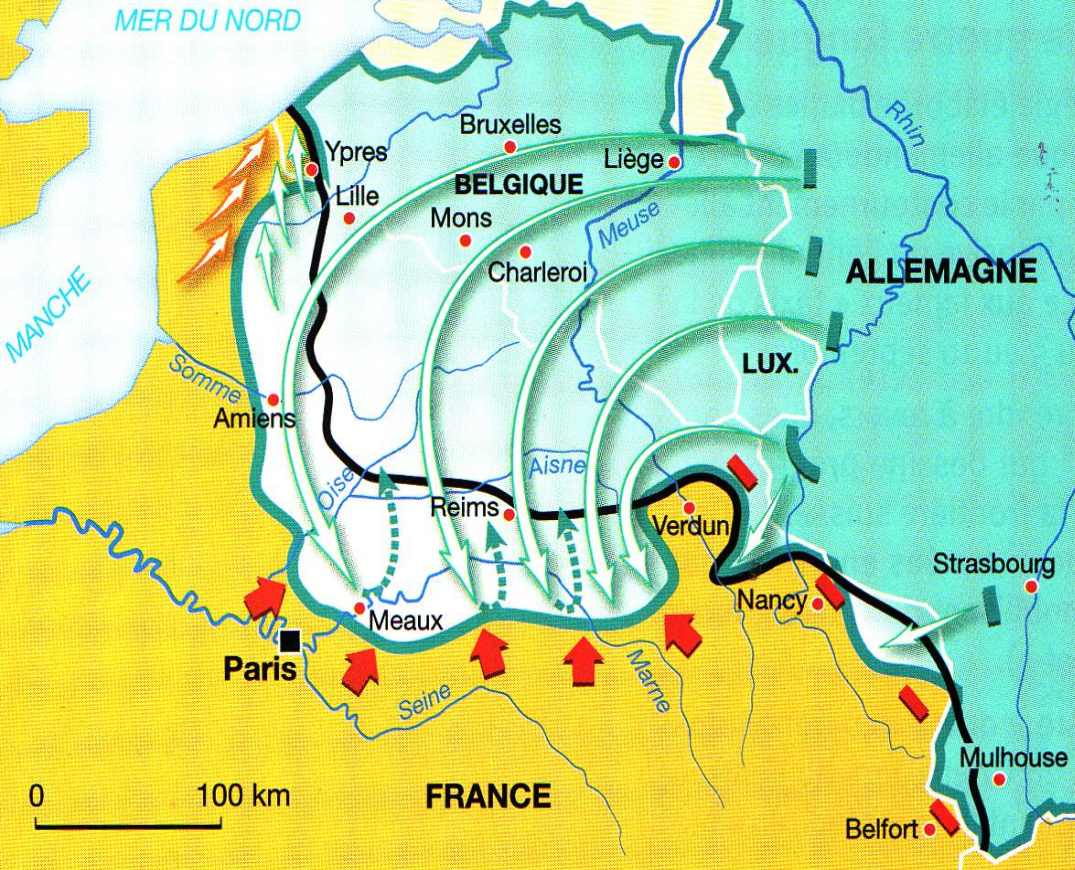 MER DU NORD
Rhin
Bruxelles
Ypres
Liège
BELGIQUE
Lille
Mons
Meuse
Charleroi
ALLEMAGNE
MANCHE
LUX.
Somme
Amiens
Aisne
Oise
Reims
Verdun
Strasbourg
Nancy
Meaux
Paris
Marne
Seine
Mulhouse
0 100 km
FRANCE
Belfort